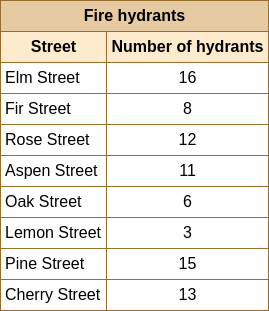 Fire hydrants
Street Number of hydrants
Elm Street 16
Fir Street 8
Rose Street 12
Aspen Street 11
Oak Street 6
Lemon Street 3
Pine Street 15
Cherry Street 13